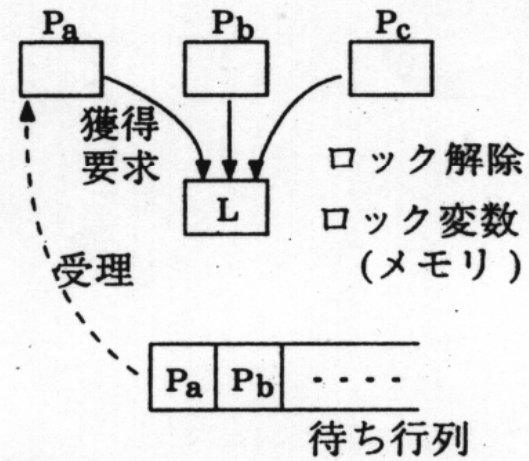 Pa Pb Pc
獲得
要求
ロック解除
L
ロック変数
(メモリ)
受理
Pa Pb ‥‥
待ち行列